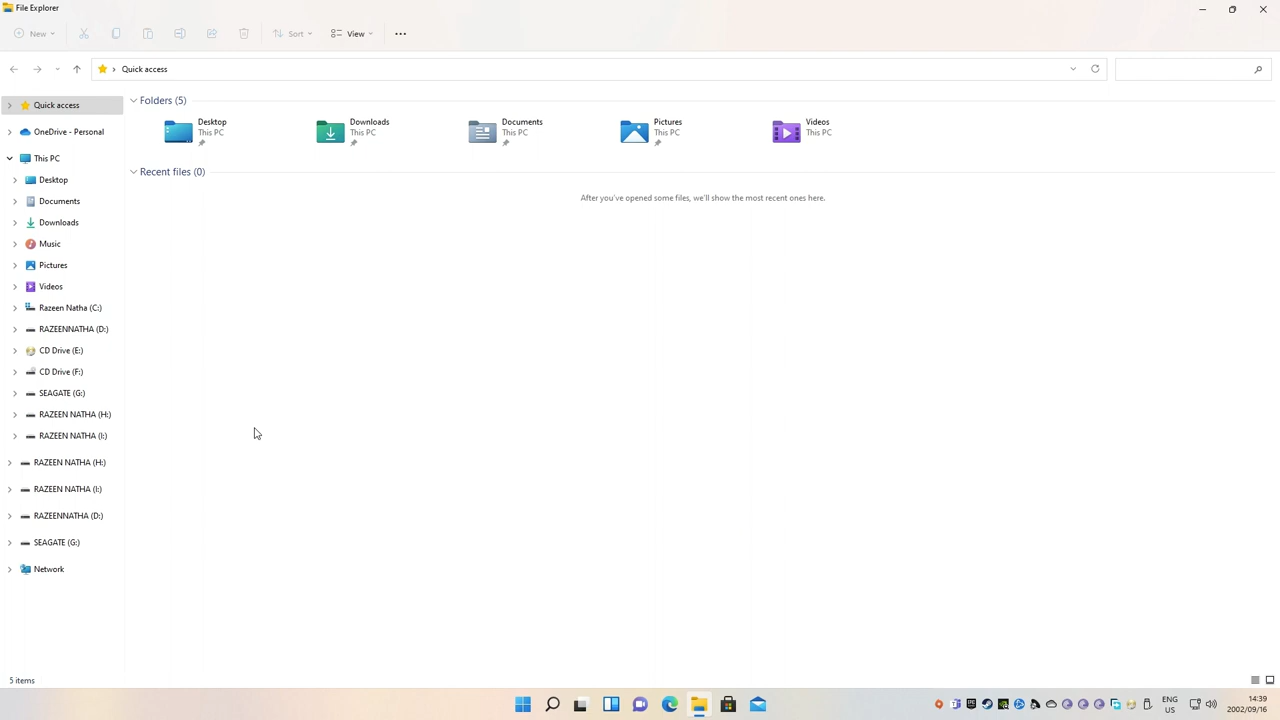 File Explorer
New
Sort
View
Quick access
Quick access
OneDrive - Personal
This PC
Desktop
Documents
Downloads
Music
Pictures
Videos
Razeen Natha (C:)
RAZEENNATHA (D:)
CD Drive (E:)
CD Drive (F:)
SEAGATE (G:)
RAZEEN NATHA (H:)
RAZEEN NATHA (I:)
RAZEEN NATHA (H:)
RAZEEN NATHA (I:)
RAZEENNATHA (D:)
SEAGATE (G:)
Network
Folders (5)
Desktop
This PC
Downloads
This PC
Documents
This PC
Pictures
This PC
Videos
This PC
Recent files (0)
After you've opened some files, we'll show the most recent ones here.
5 items
ENG
US
14:39
2002/09/16